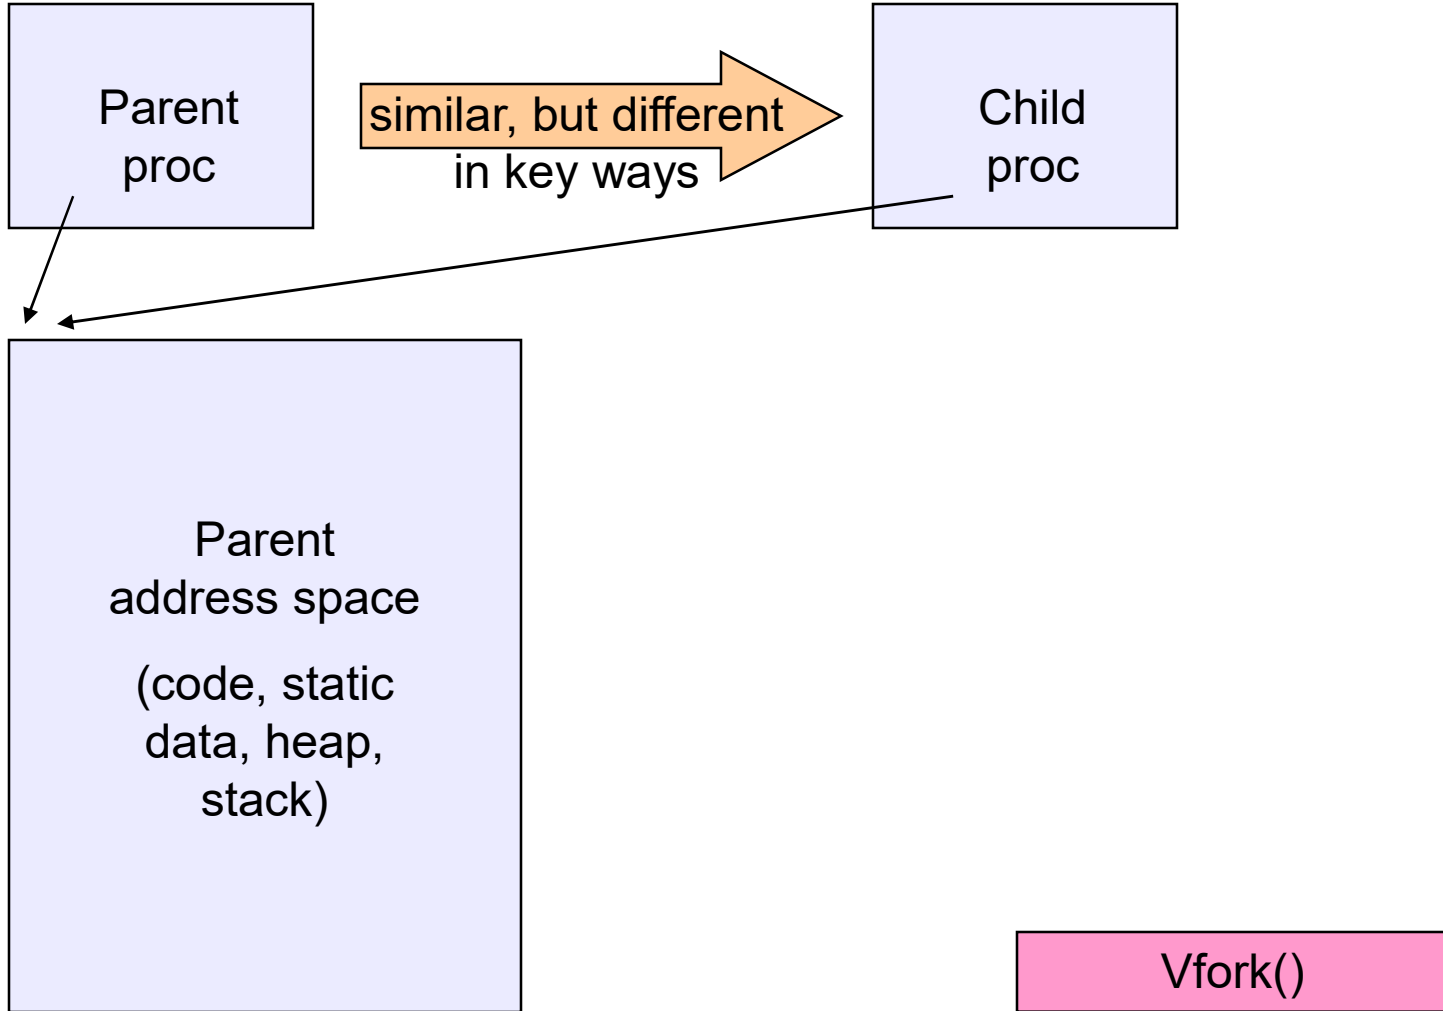 Parent
proc
similar, but different
in key ways
Child
proc
Parent
address space
(code, static
data, heap,
stack)
Vfork()